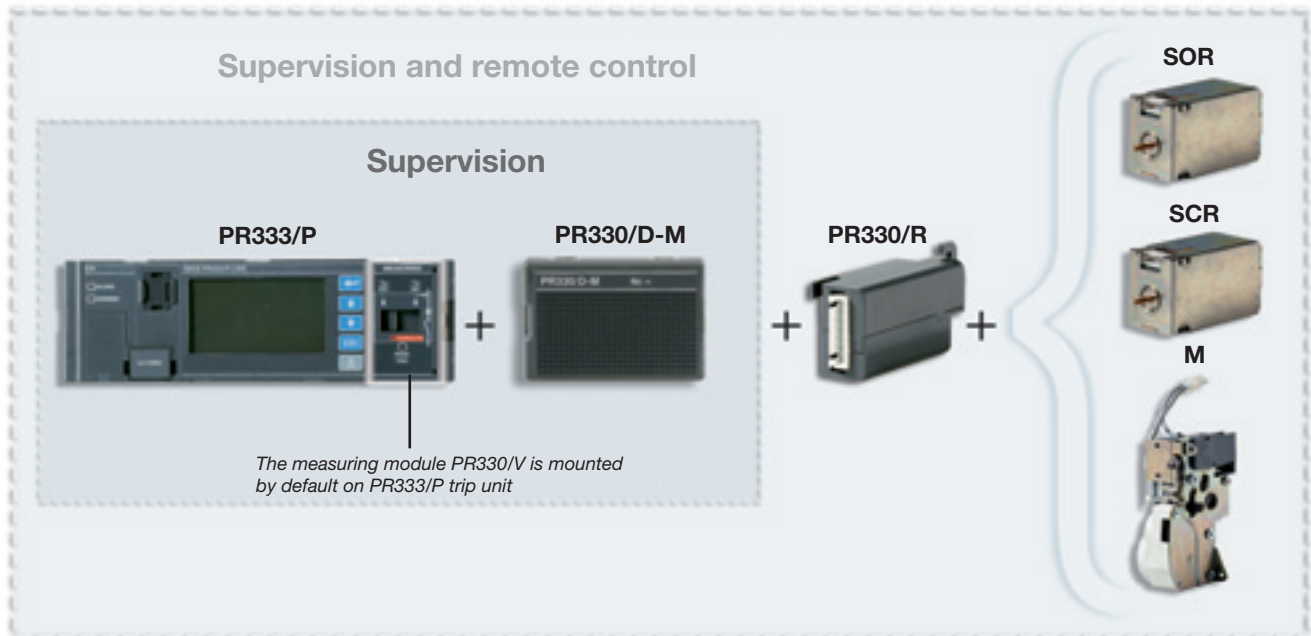 Supervision and remote control
Supervision
PR333/P
+
PR330/D-M
+
PR330/R
+
SOR
SCR
M
PR330/D-M
The measuring module PR330/V is mounted
by default on PR333/P trip unit